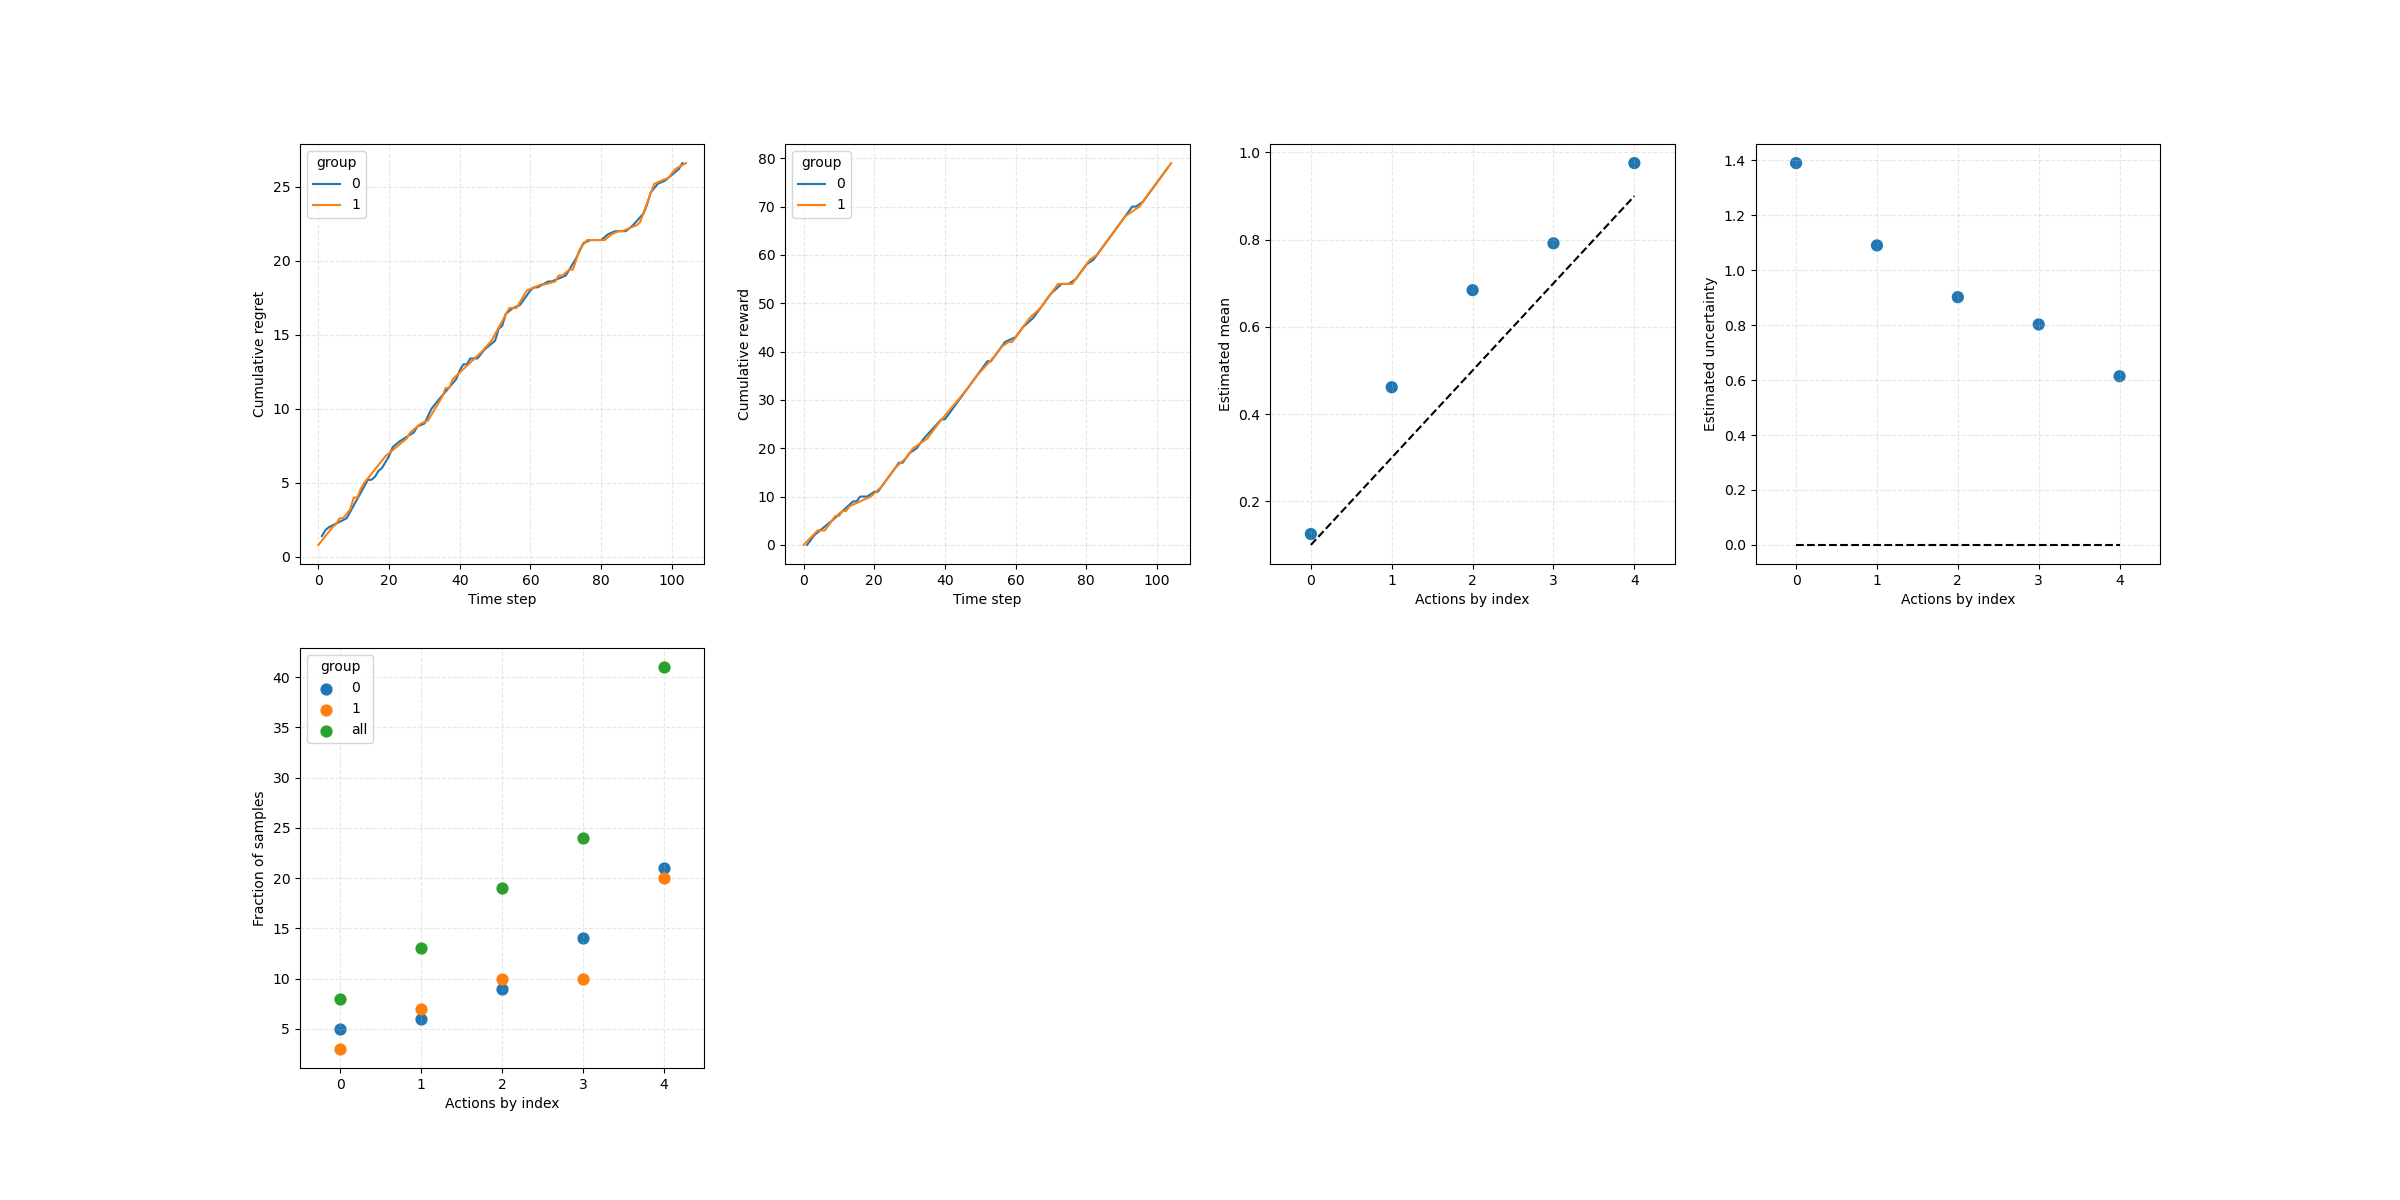 group
0
1
25
20
15
10
5
0
Cumulative regret
0 20 40 60 80 100
Time step
group
0
1
80
70
60
50
40
30
20
10
0
Cumulative reward
0 20 40 60 80 100
Time step
1.0
0.8
0.6
0.4
0.2
Estimated mean
0 1 2 3 4
Actions by index
1.4
1.2
1.0
0.8
0.6
0.4
0.2
0.0
Estimated uncertainty
0 1 2 3 4
Actions by index
group
0
1
all
40
35
30
25
20
15
10
5
Fraction of samples
0 1 2 3 4
Actions by index